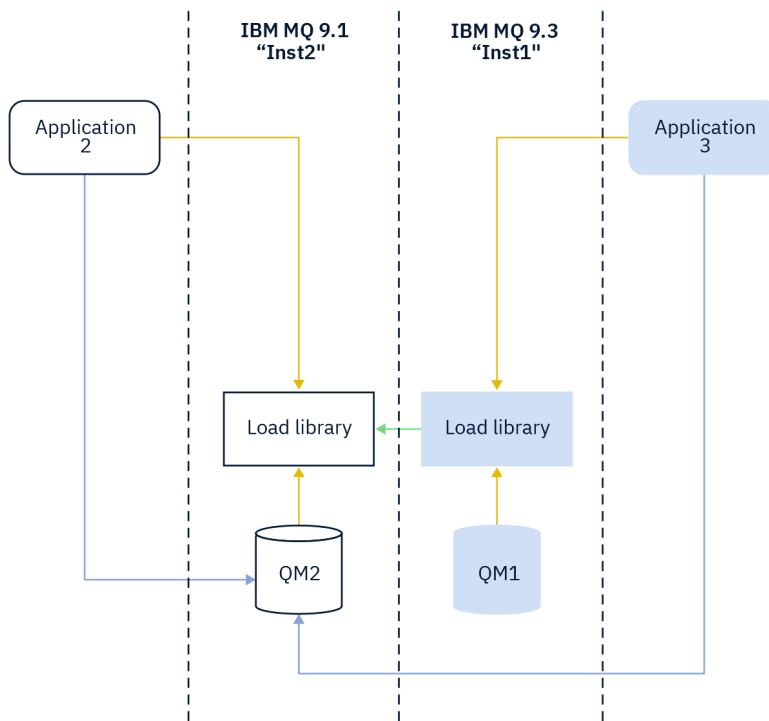 IBM MQ 9.1
“Inst2"
IBM MQ 9.3
“Inst1"
Application
2
Application
3
Load library
Load library
QM2
QM1